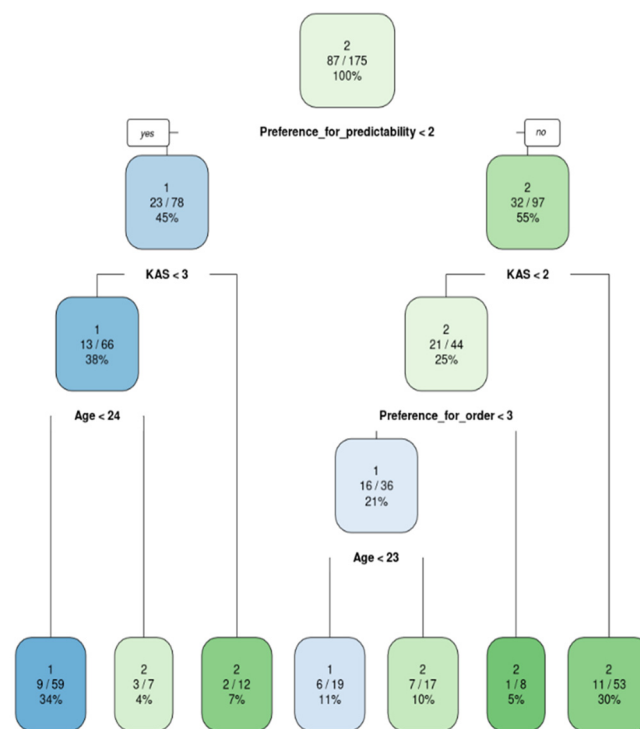 2
87 / 175
100%
yes
Preference_for_predictability < 2
no
1
23 / 78
45%
2
32 / 97
55%
KAS < 3
KAS < 2
1
13 / 66
38%
2
21 / 44
25%
Age < 24
Preference_for_order < 3
1
16 / 36
21%
Age < 23
1
9 / 59
34%
2
3 / 7
4%
2
2 / 12
7%
1
6 / 19
11%
2
7 / 17
10%
2
1 / 8
5%
2
11 / 53
30%